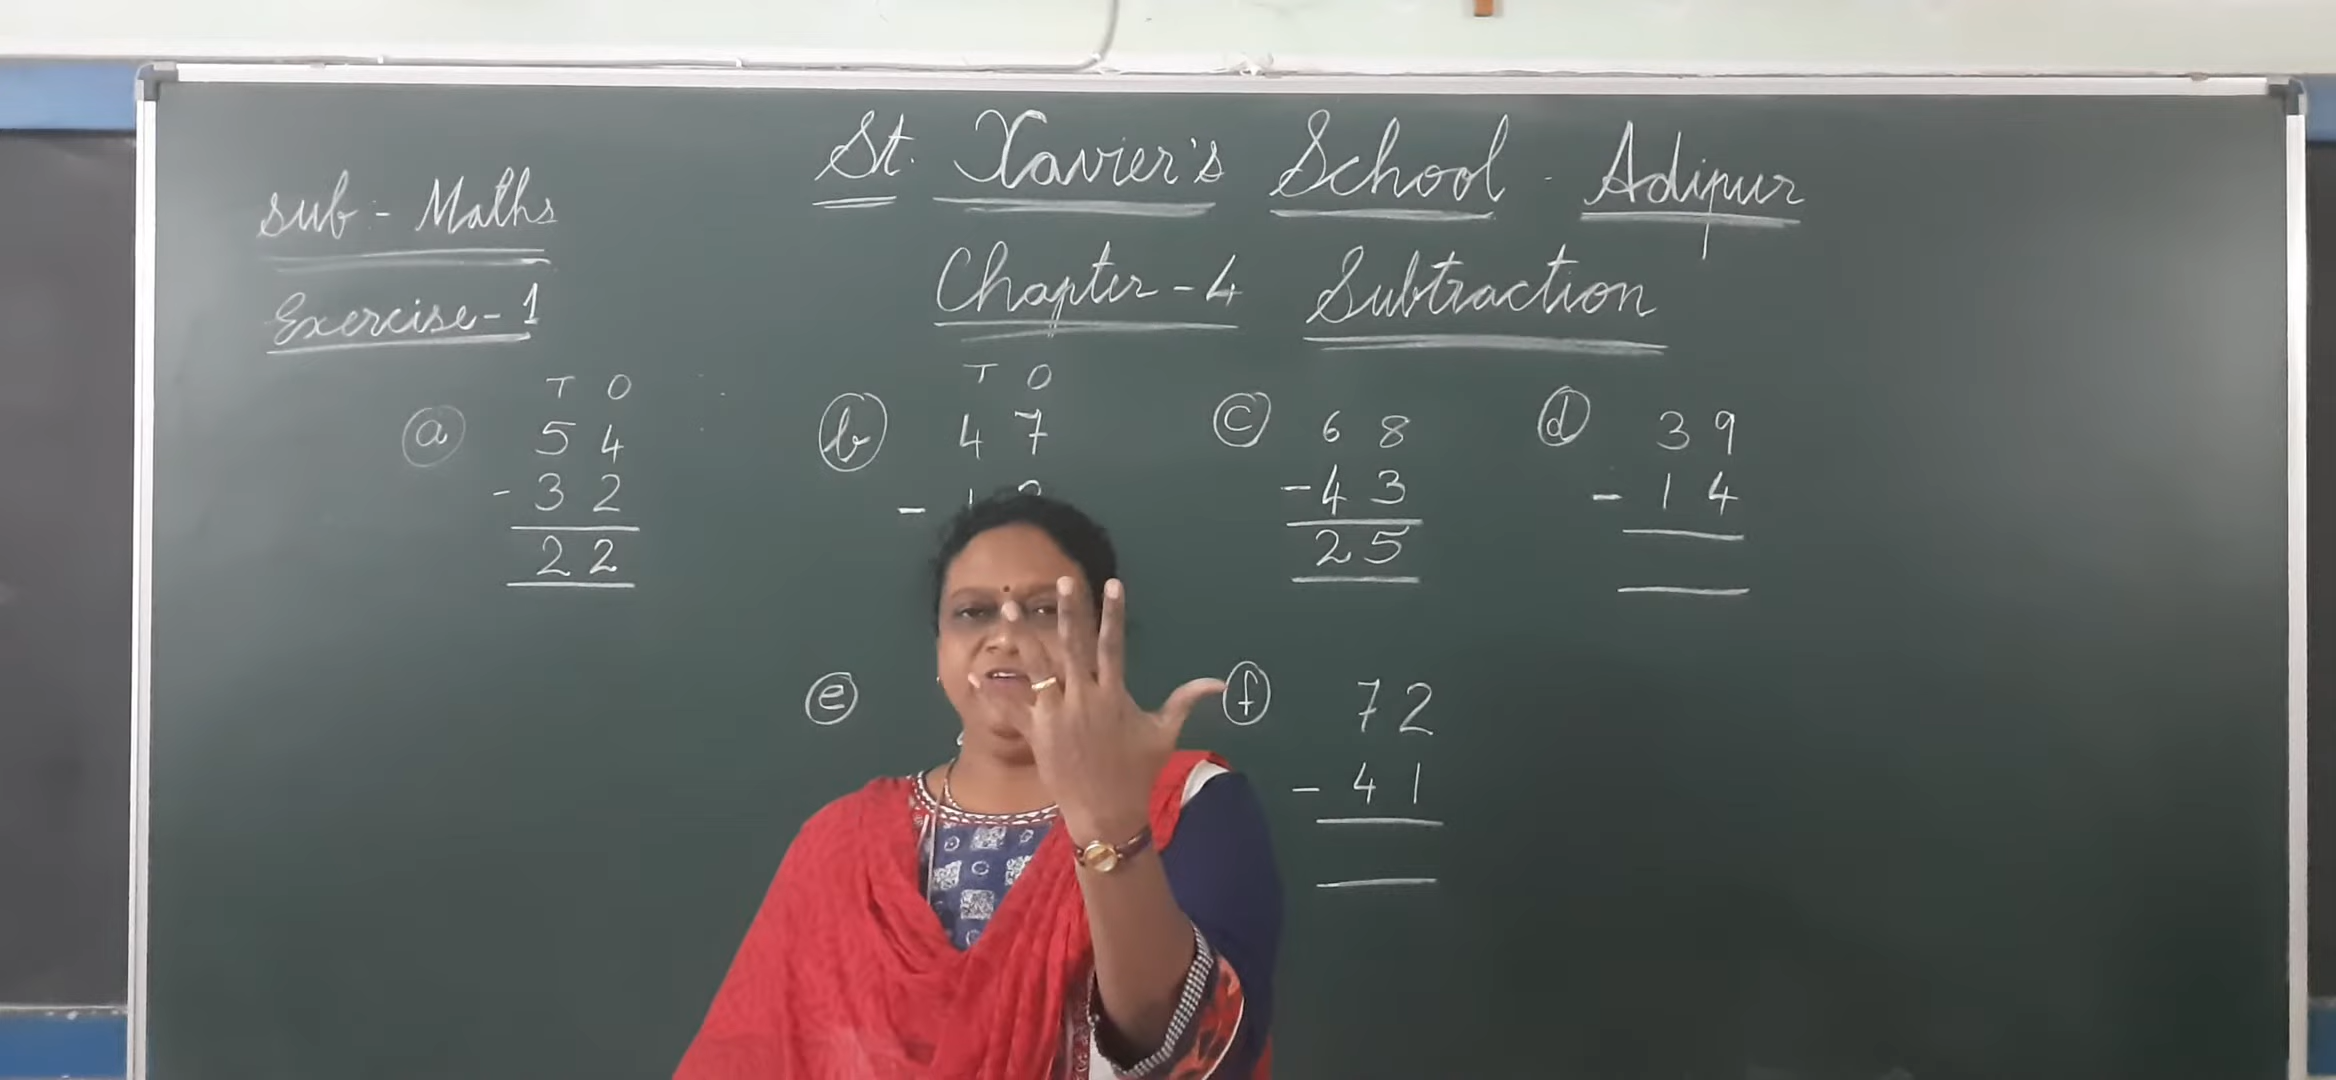 St. Xavier's School - Adipur
sub - Maths
Chapter - 4 Subtraction
Exercise - 1
T O
T O
a 5 4
b 4 7
c 6 8
d 3 9
- 3 2
-
- 4 3
- 1 4
2 2
2 5
e
f 7 2
- 4 1